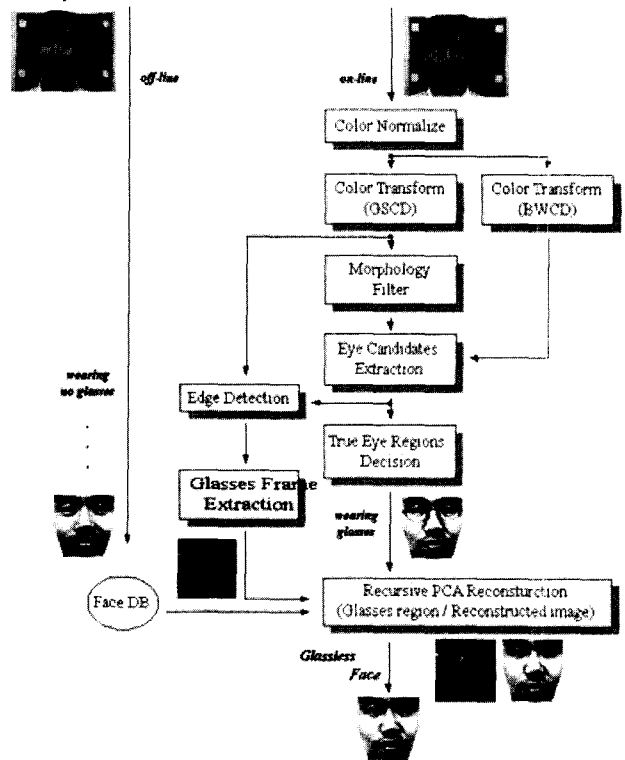 off-line
on-line
Color Normalize
Color Transform
(GSCD)
Color Transform
(BWCD)
Morphology
Filter
Eye Candidates
Extraction
wearing
no glasses
Edge Detection
True Eye Regions
Decision
Glasses Frame
Extraction
wearing
glasses
Face DB
Recursive PCA Reconsturction
(Glasses region / Reconstructed image)
Glassless
Face